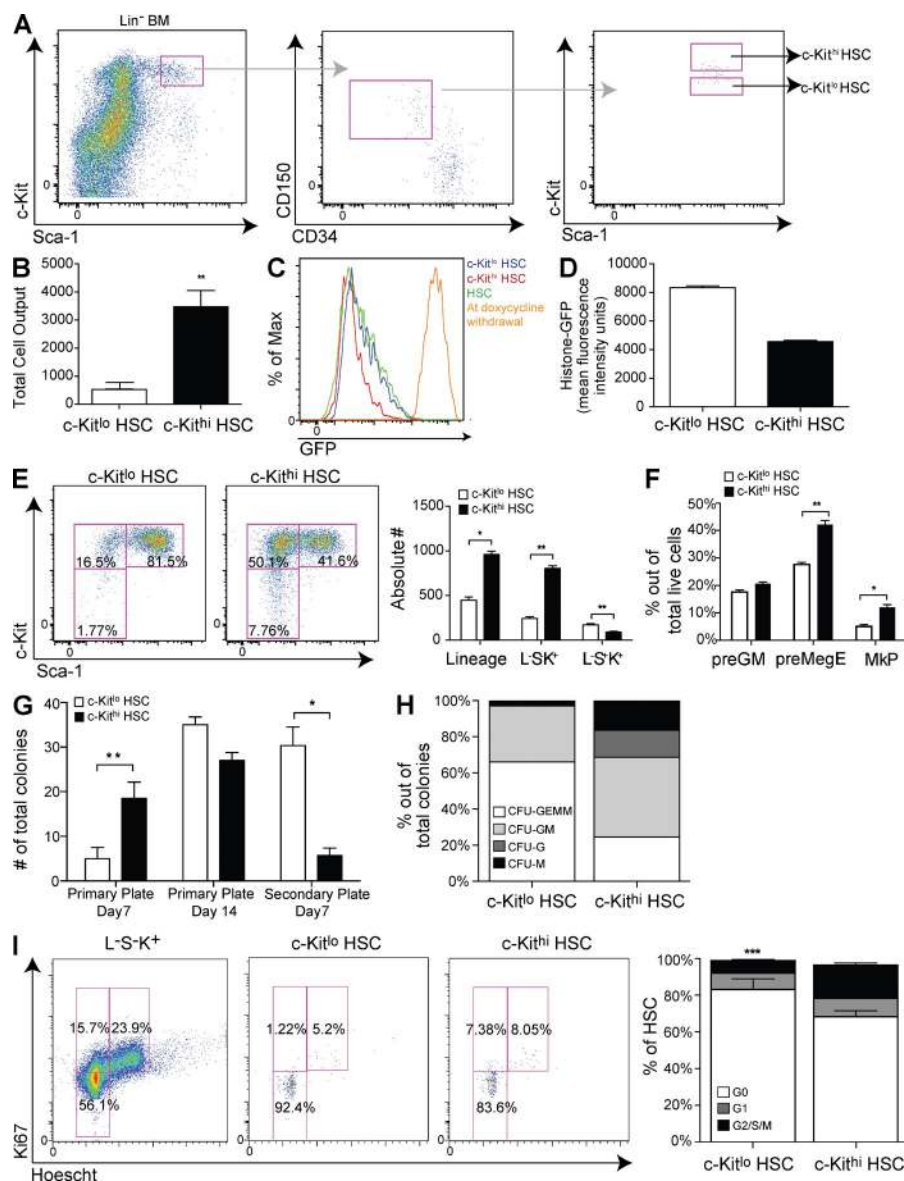 A
Lin⁻ BM
c-Kit
0
Sca-1
CD150
0
CD34
c-Kit
0
Sca-1
c-Kitʰⁱ HSC
c-Kitˡᵒ HSC
B
Total Cell Output
5000
4000
3000
2000
1000
0
**
c-Kitˡᵒ HSC
c-Kitʰⁱ HSC
C
% of Max
0
GFP
c-Kitˡᵒ HSC
c-Kitʰⁱ HSC
HSC
At doxycycline
withdrawal
D
Histone-GFP
(mean fluorescence
intensity units)
10000
8000
6000
4000
2000
0
c-Kitˡᵒ HSC
c-Kitʰⁱ HSC
E
c-Kitˡᵒ HSC
c-Kitʰⁱ HSC
16.5%
81.5%
1.77%
50.1%
41.6%
7.76%
c-Kit
0
0
Sca-1
c-Kitˡᵒ HSC
c-Kitʰⁱ HSC
Absolute #
1500
1000
500
0
*
**
**
Lineage
L⁻SK⁺
L⁻S⁺K⁺
F
c-Kitˡᵒ HSC
c-Kitʰⁱ HSC
% out of
total live cells
50%
40%
30%
20%
10%
0%
**
*
preGM
preMegE
MkP
G
c-Kitˡᵒ HSC
c-Kitʰⁱ HSC
# of total colonies
40
30
20
10
0
**
*
Primary Plate
Day7
Primary Plate
Day 14
Secondary Plate
Day7
H
% out of
total colonies
100%
80%
60%
40%
20%
0%
CFU-GEMM
CFU-GM
CFU-G
CFU-M
c-Kitˡᵒ HSC
c-Kitʰⁱ HSC
I
L⁻S⁻K⁺
c-Kitˡᵒ HSC
c-Kitʰⁱ HSC
15.7%
23.9%
56.1%
1.22%
5.2%
92.4%
7.38%
8.05%
83.6%
Ki67
0
0
0
Hoescht
% of HSC
100%
80%
60%
40%
20%
0%
***
G0
G1
G2/S/M
c-Kitˡᵒ HSC
c-Kitʰⁱ HSC